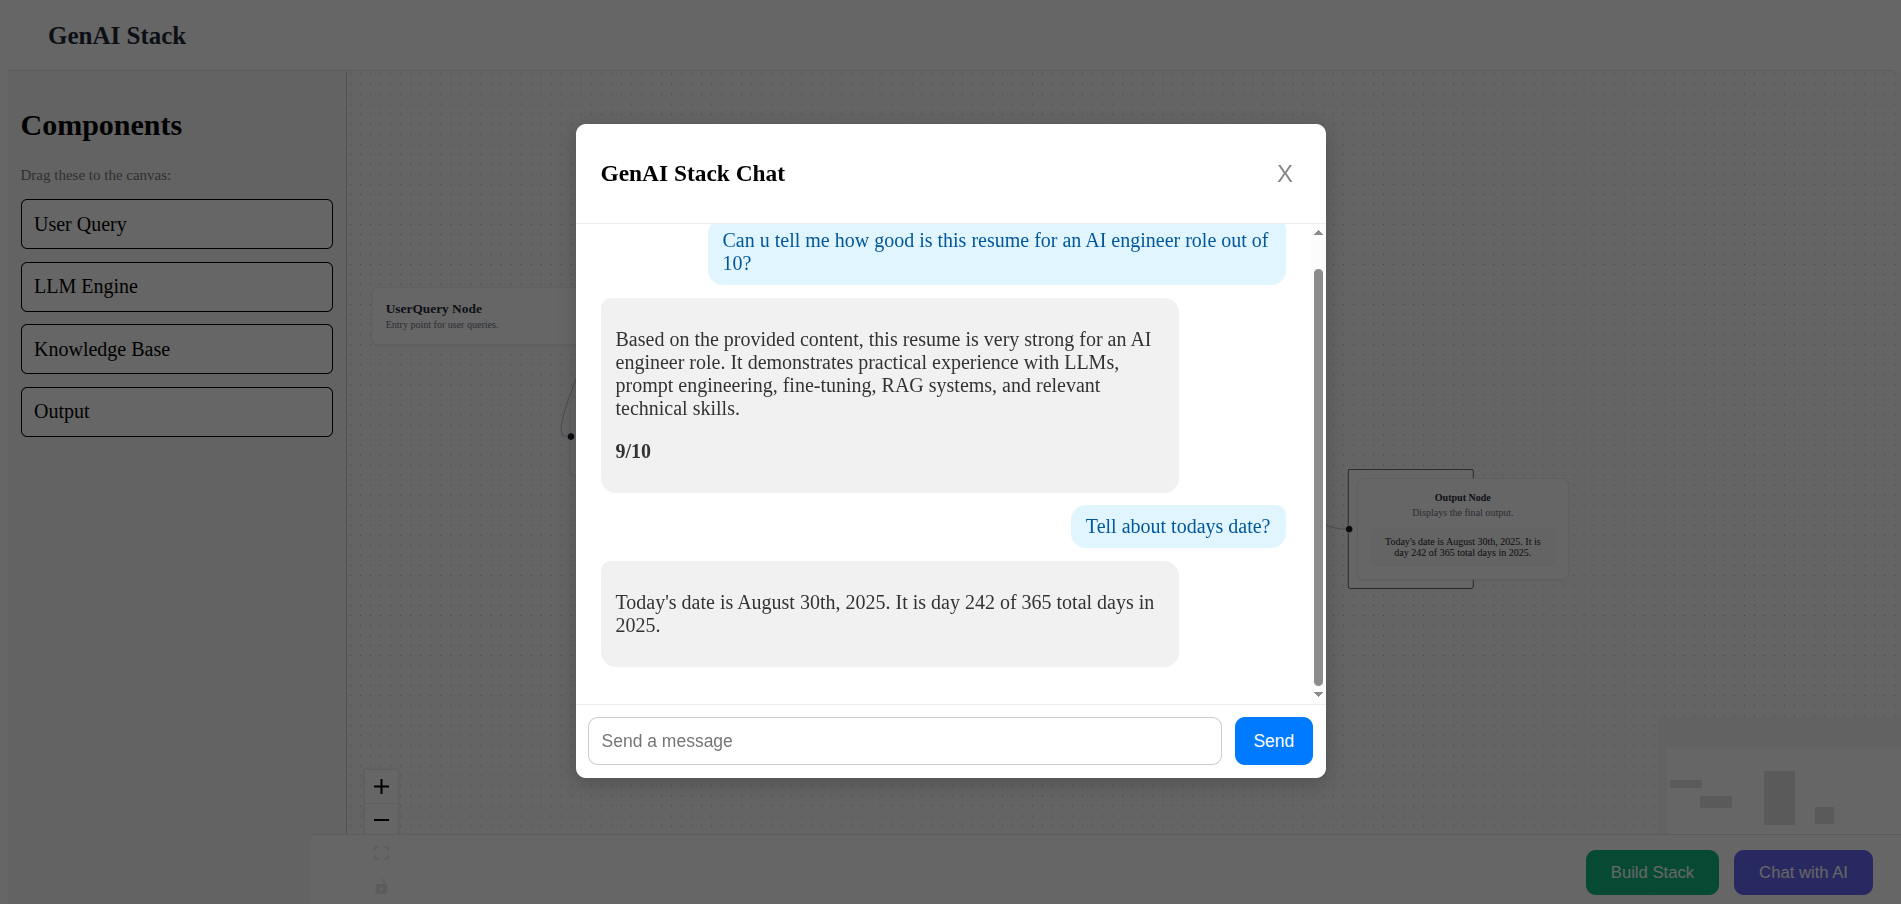 GenAI Stack
Components
Drag these to the canvas:
User Query
LLM Engine
Knowledge Base
Output
UserQuery Node
Entry point for user queries.
GenAI Stack Chat
X
Can u tell me how good is this resume for an AI engineer role out of
10?
Based on the provided content, this resume is very strong for an AI
engineer role. It demonstrates practical experience with LLMs,
prompt engineering, fine-tuning, RAG systems, and relevant
technical skills.
9/10
Tell about todays date?
Today's date is August 30th, 2025. It is day 242 of 365 total days in
2025.
Send a message
Send
Output Node
Displays the final output.
Today's date is August 30th, 2025. It is
day 242 of 365 total days in 2025.
Build Stack
Chat with AI